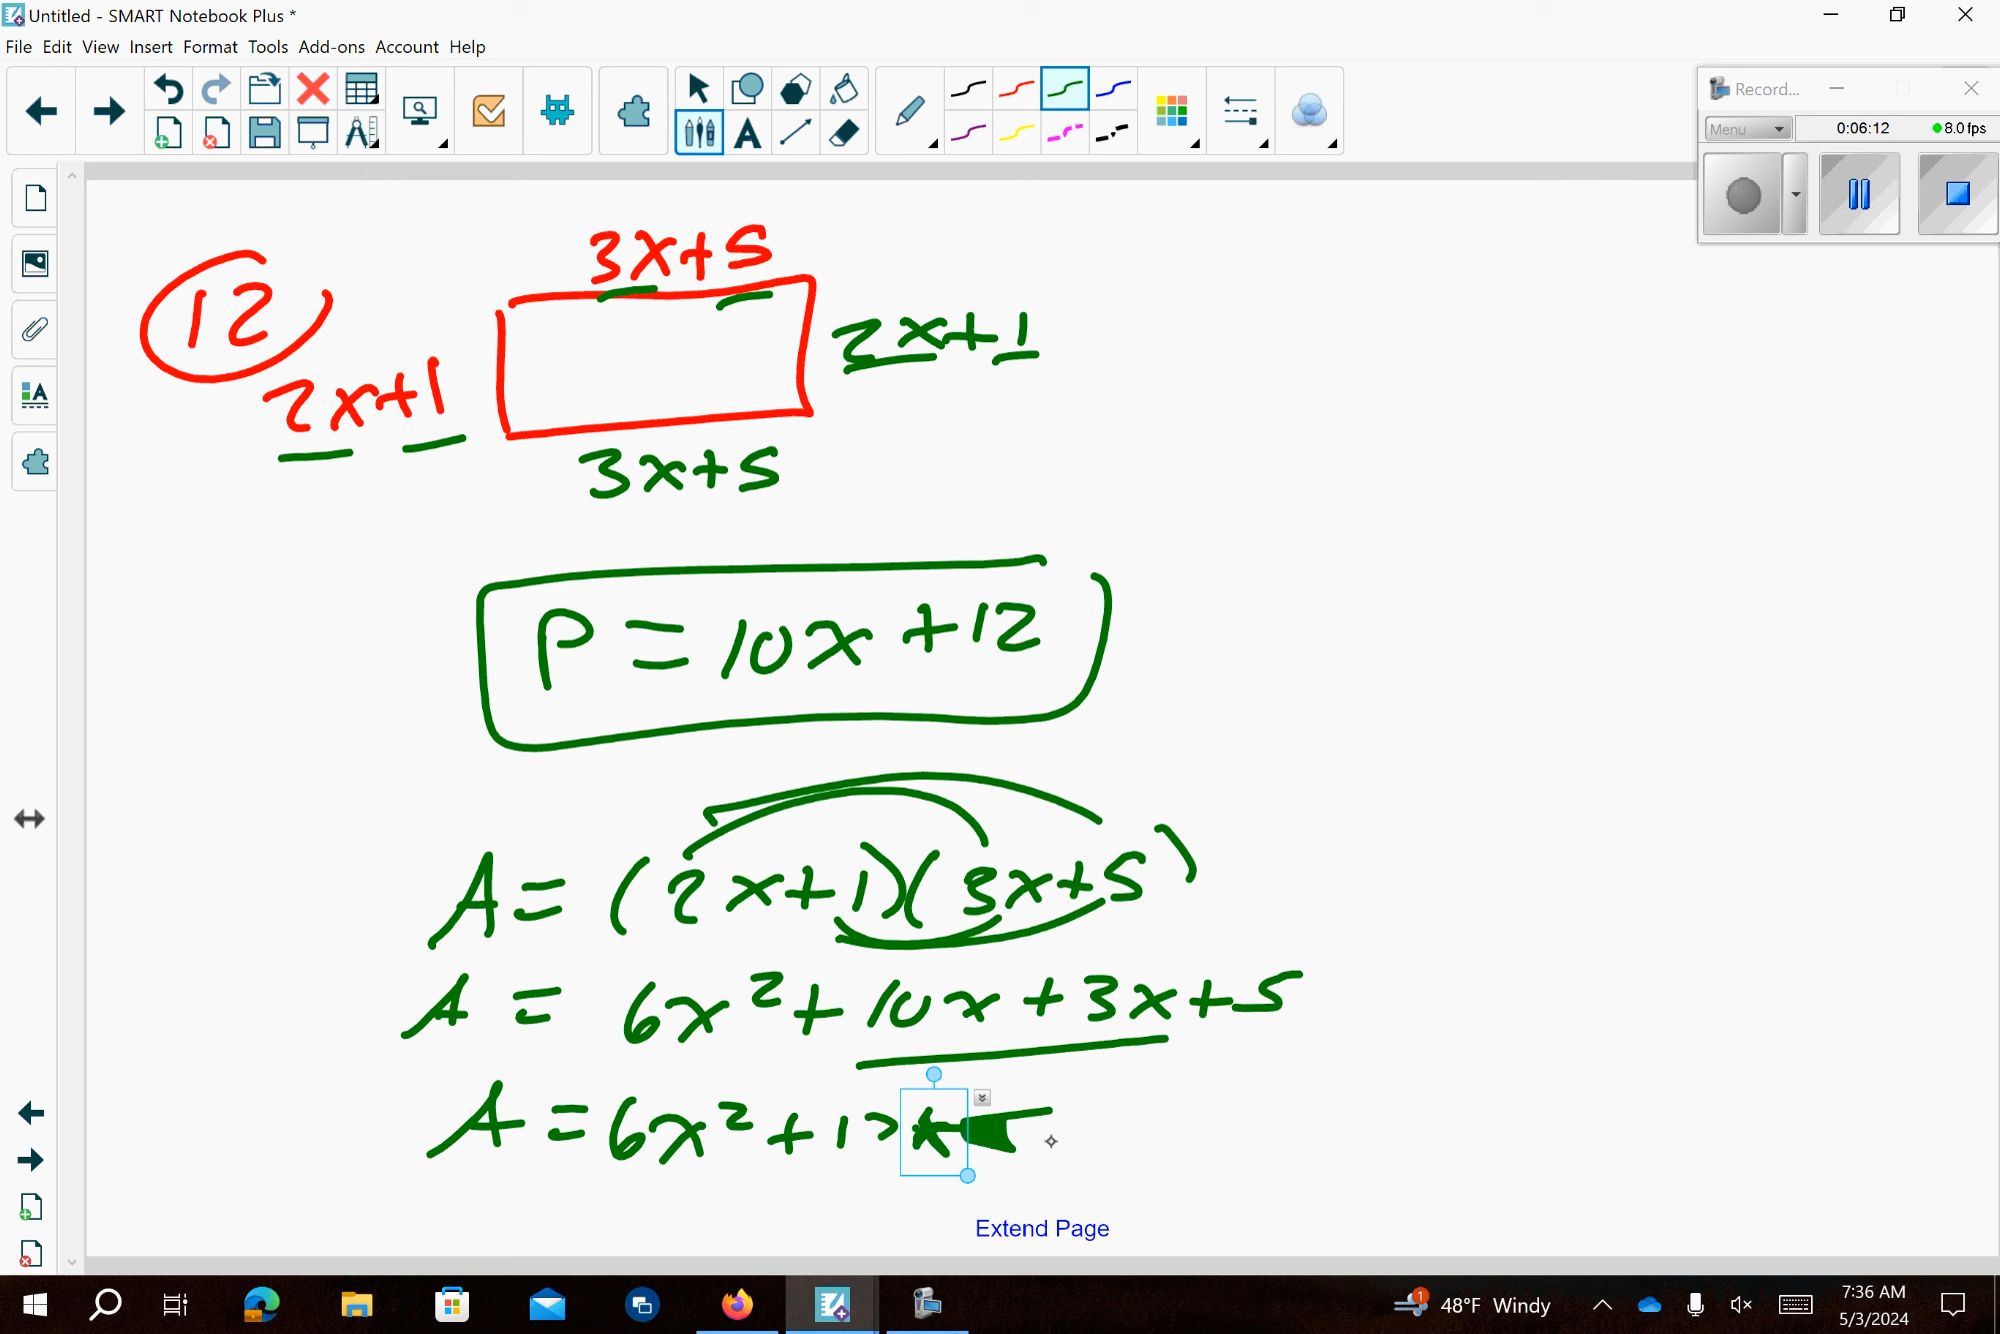 Untitled - SMART Notebook Plus *
File Edit View Insert Format Tools Add-ons Account Help
Record...
Menu 0:06:12 8.0 fps
12
3x+5
2x+1
2x+1
3x+5
P = 10x + 12
A = (2x+1)(3x+5)
A = 6x² + 10x + 3x + 5
A = 6x² + 1
Extend Page
1
48°F Windy
7:36 AM
5/3/2024